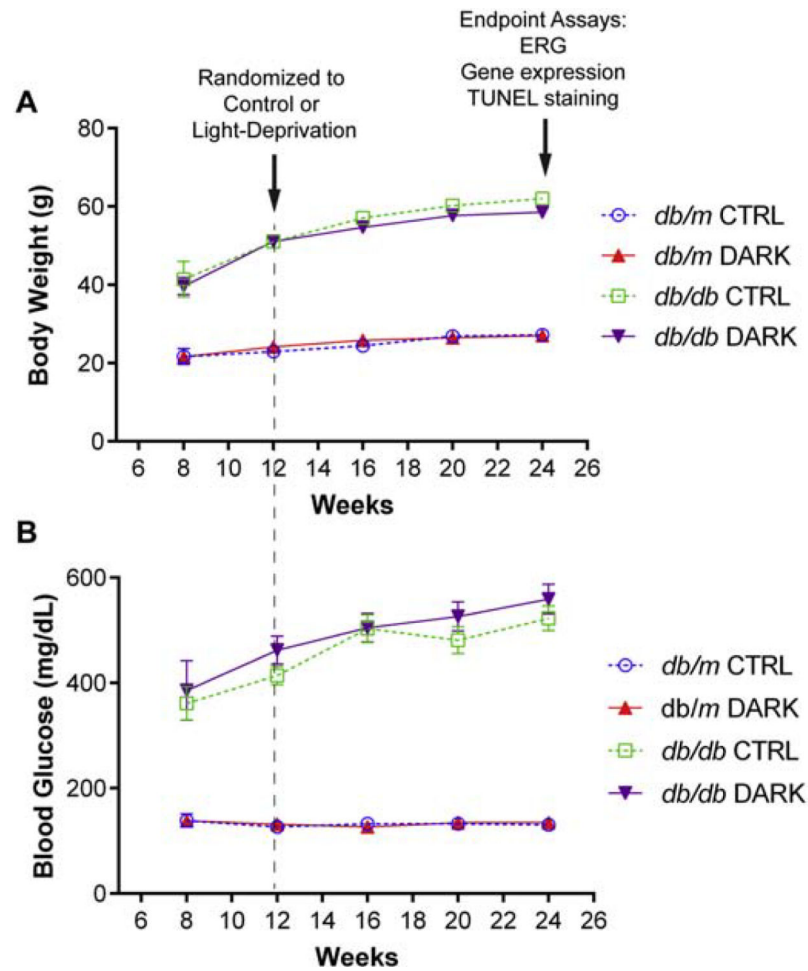 Endpoint Assays:
ERG
Gene expression
TUNEL staining
Randomized to
Control or
Light-Deprivation
A
80
60
40
20
0
Body Weight (g)
6 8 10 12 14 16 18 20 22 24 26
Weeks
db/m CTRL
db/m DARK
db/db CTRL
db/db DARK
B
600
400
200
0
Blood Glucose (mg/dL)
6 8 10 12 14 16 18 20 22 24 26
Weeks
db/m CTRL
db/m DARK
db/db CTRL
db/db DARK